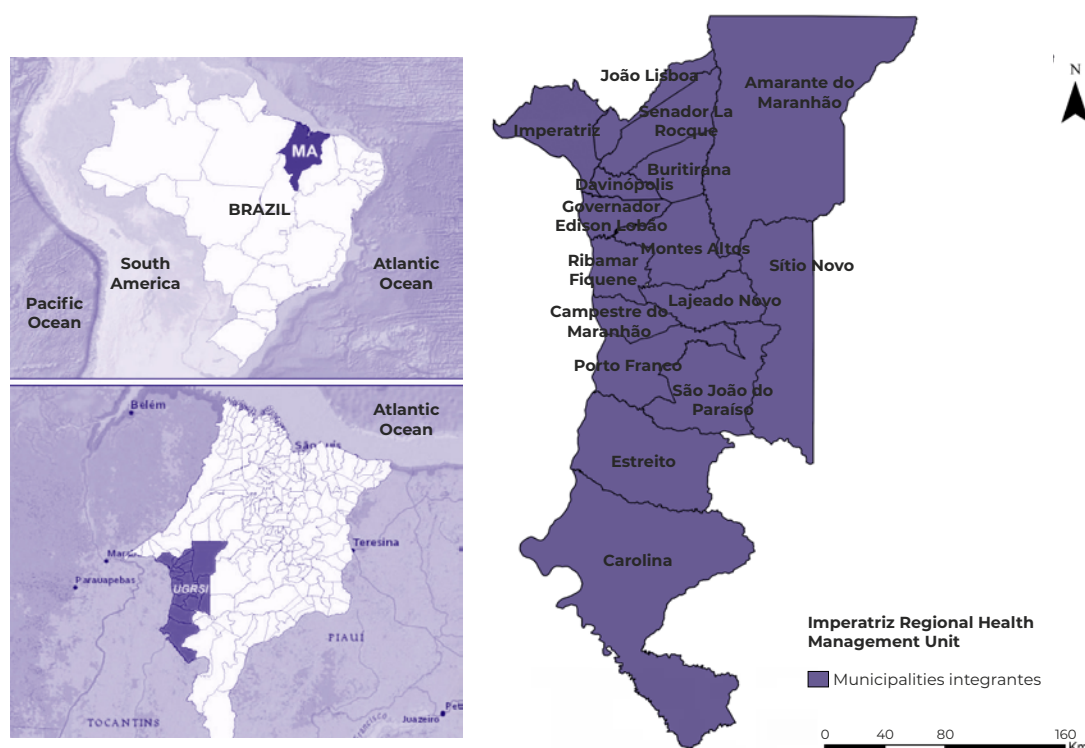 MA
BRAZIL
South
America
Atlantic
Ocean
Pacific
Ocean
Belém
Atlantic
Ocean
Teresina
Parauapebas
UGRSI
PIAUÍ
TOCANTINS
Juazeiro
João Lisboa
Amarante do
Maranhão
Senador La
Rocque
Imperatriz
Buritirana
Davinópolis
Governador
Edison Lobão
Montes Altos
Ribamar
Fiquene
Sítio Novo
Lajeado Novo
Campestre do
Maranhão
Porto Franco
São João do
Paraíso
Estreito
Carolina
N
Imperatriz Regional Health
Management Unit
Municipalities integrantes
0 40 80 160
Km